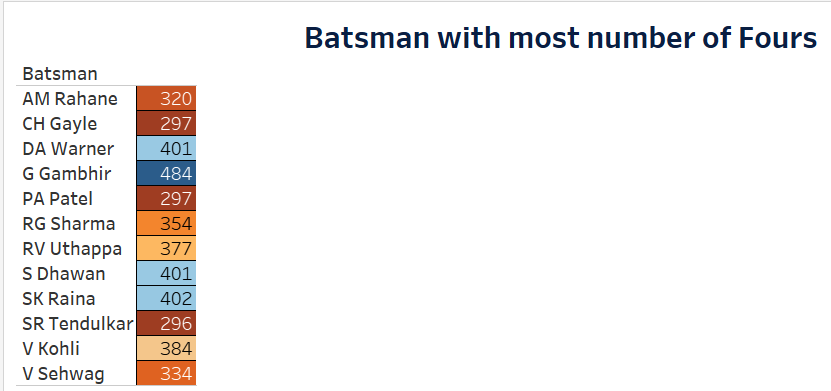 Batsman with most number of Fours
Batsman
AM Rahane 320
CH Gayle 297
DA Warner 401
G Gambhir 484
PA Patel 297
RG Sharma 354
RV Uthappa 377
S Dhawan 401
SK Raina 402
SR Tendulkar 296
V Kohli 384
V Sehwag 334